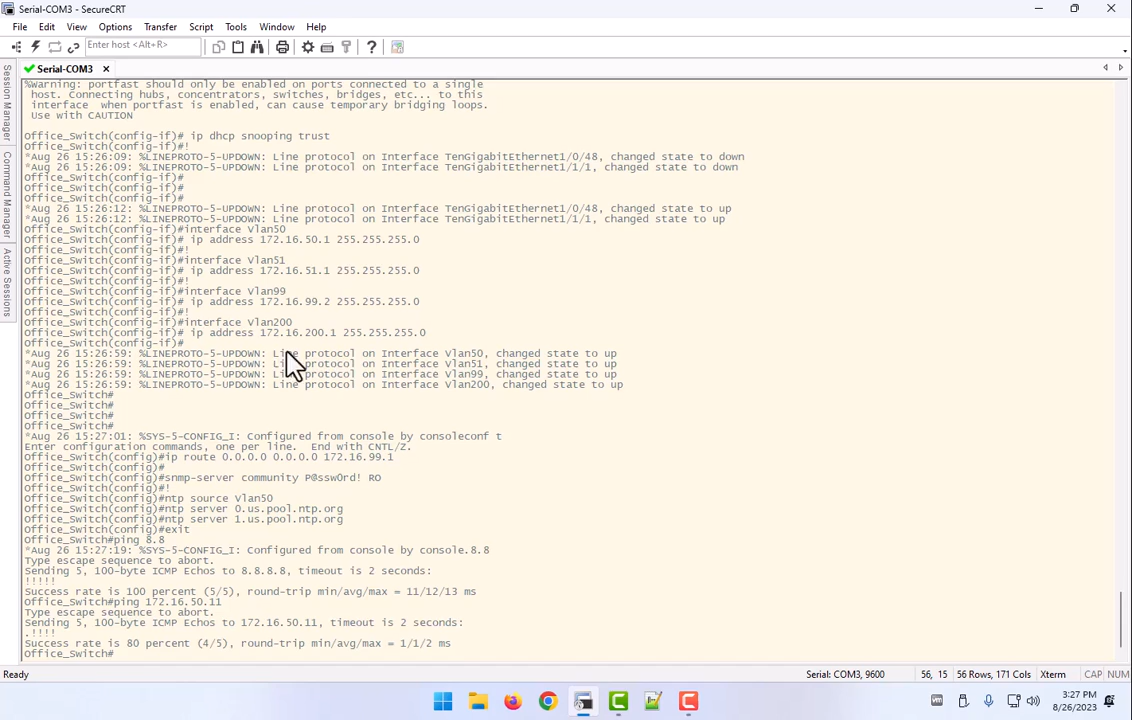 Serial-COM3 - SecureCRT
File Edit View Options Transfer Script Tools Window Help
Enter host <Alt+R>
Serial-COM3
Session Manager
Command Manager
Active Sessions
%Warning: portfast should only be enabled on ports connected to a single
host. Connecting hubs, concentrators, switches, bridges, etc... to this
interface  when portfast is enabled, can cause temporary bridging loops.
Use with CAUTION
Office_Switch(config-if)# ip dhcp snooping trust
Office_Switch(config-if)#!
*Aug 26 15:26:09: %LINEPROTO-5-UPDOWN: Line protocol on Interface TenGigabitEthernet1/0/48, changed state to down
*Aug 26 15:26:09: %LINEPROTO-5-UPDOWN: Line protocol on Interface TenGigabitEthernet1/1/1, changed state to down
Office_Switch(config-if)#
Office_Switch(config-if)#
Office_Switch(config-if)#
*Aug 26 15:26:12: %LINEPROTO-5-UPDOWN: Line protocol on Interface TenGigabitEthernet1/0/48, changed state to up
*Aug 26 15:26:12: %LINEPROTO-5-UPDOWN: Line protocol on Interface TenGigabitEthernet1/1/1, changed state to up
Office_Switch(config-if)#interface Vlan50
Office_Switch(config-if)# ip address 172.16.50.1 255.255.255.0
Office_Switch(config-if)#!
Office_Switch(config-if)#interface Vlan51
Office_Switch(config-if)# ip address 172.16.51.1 255.255.255.0
Office_Switch(config-if)#!
Office_Switch(config-if)#interface Vlan99
Office_Switch(config-if)# ip address 172.16.99.2 255.255.255.0
Office_Switch(config-if)#!
Office_Switch(config-if)#interface Vlan200
Office_Switch(config-if)# ip address 172.16.200.1 255.255.255.0
Office_Switch(config-if)#
*Aug 26 15:26:59: %LINEPROTO-5-UPDOWN: Line protocol on Interface Vlan50, changed state to up
*Aug 26 15:26:59: %LINEPROTO-5-UPDOWN: Line protocol on Interface Vlan51, changed state to up
*Aug 26 15:26:59: %LINEPROTO-5-UPDOWN: Line protocol on Interface Vlan99, changed state to up
*Aug 26 15:26:59: %LINEPROTO-5-UPDOWN: Line protocol on Interface Vlan200, changed state to up
Office_Switch#
Office_Switch#
Office_Switch#
Office_Switch#
*Aug 26 15:27:01: %SYS-5-CONFIG_I: Configured from console by consoleconf t
Enter configuration commands, one per line.  End with CNTL/Z.
Office_Switch(config)#ip route 0.0.0.0 0.0.0.0 172.16.99.1
Office_Switch(config)#
Office_Switch(config)#snmp-server community P@ssw0rd! RO
Office_Switch(config)#!
Office_Switch(config)#ntp source Vlan50
Office_Switch(config)#ntp server 0.us.pool.ntp.org
Office_Switch(config)#ntp server 1.us.pool.ntp.org
Office_Switch(config)#exit
Office_Switch#ping 8.8
*Aug 26 15:27:19: %SYS-5-CONFIG_I: Configured from console by console.8.8
Type escape sequence to abort.
Sending 5, 100-byte ICMP Echos to 8.8.8.8, timeout is 2 seconds:
!!!!!
Success rate is 100 percent (5/5), round-trip min/avg/max = 11/12/13 ms
Office_Switch#ping 172.16.50.11
Type escape sequence to abort.
Sending 5, 100-byte ICMP Echos to 172.16.50.11, timeout is 2 seconds:
.!!!!
Success rate is 80 percent (4/5), round-trip min/avg/max = 1/1/2 ms
Office_Switch#
Ready Serial: COM3, 9600 56, 15 56 Rows, 171 Cols Xterm CAP NUM
3:27 PM
8/26/2023